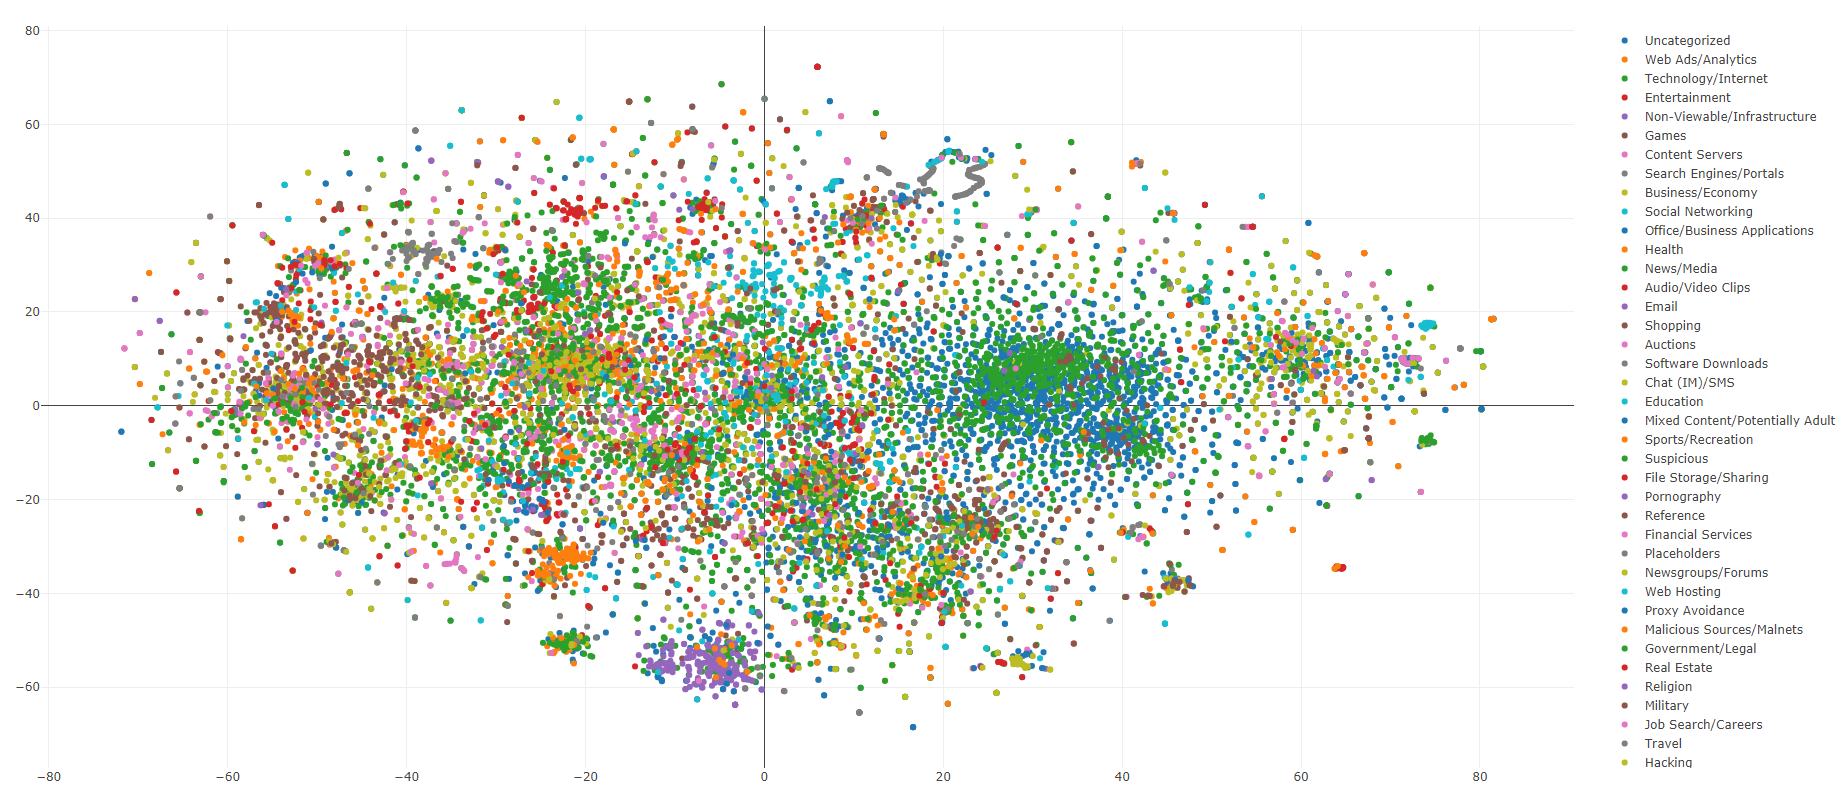 80
60
40
20
0
−20
−40
−60
−80
−60
−40
−20
0
20
40
60
80
Uncategorized
Web Ads/Analytics
Technology/Internet
Entertainment
Non-Viewable/Infrastructure
Games
Content Servers
Search Engines/Portals
Business/Economy
Social Networking
Office/Business Applications
Health
News/Media
Audio/Video Clips
Email
Shopping
Auctions
Software Downloads
Chat (IM)/SMS
Education
Mixed Content/Potentially Adult
Sports/Recreation
Suspicious
File Storage/Sharing
Pornography
Reference
Financial Services
Placeholders
Newsgroups/Forums
Web Hosting
Proxy Avoidance
Malicious Sources/Malnets
Government/Legal
Real Estate
Religion
Military
Job Search/Careers
Travel
Hacking